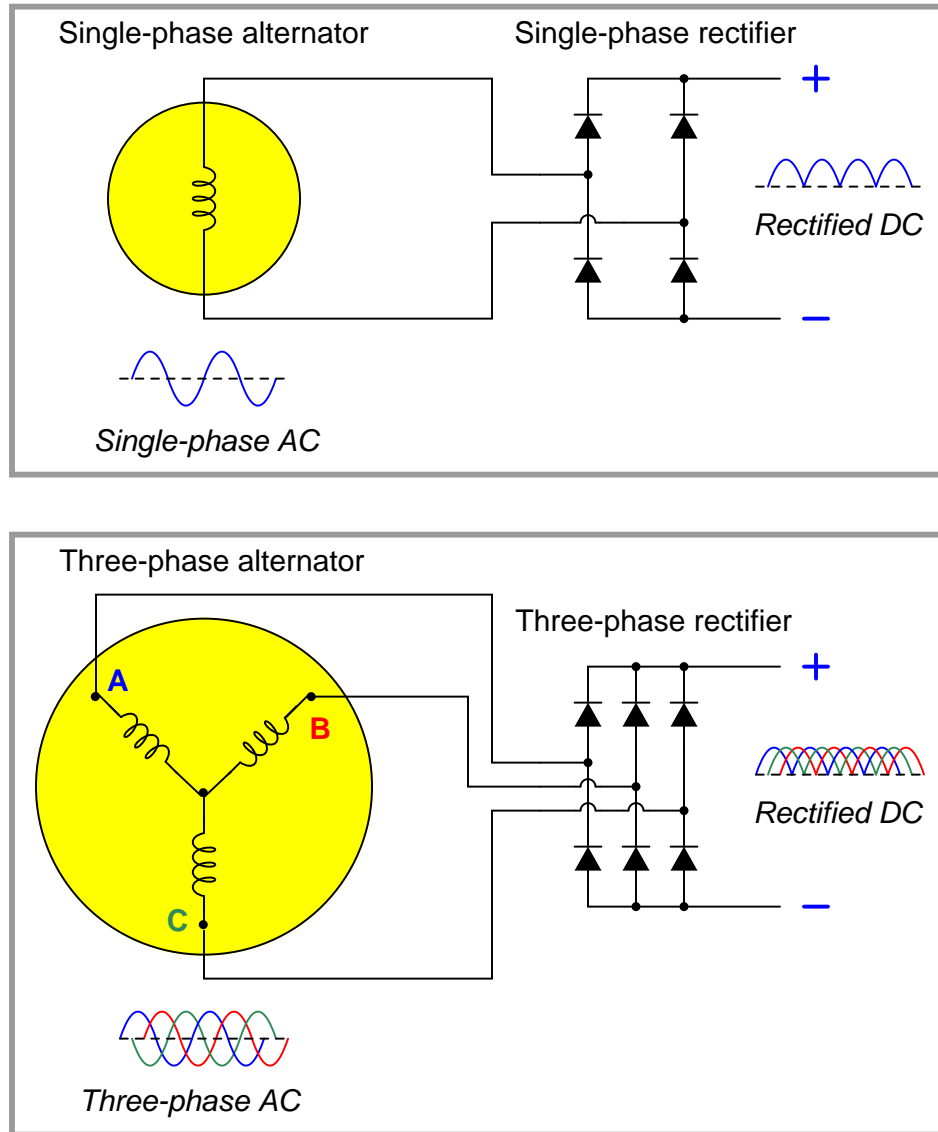 Single-phase alternator
Single-phase rectifier
+
Rectified DC
−
Single-phase AC
Three-phase alternator
Three-phase rectifier
A
B
+
Rectified DC
C
−
Three-phase AC